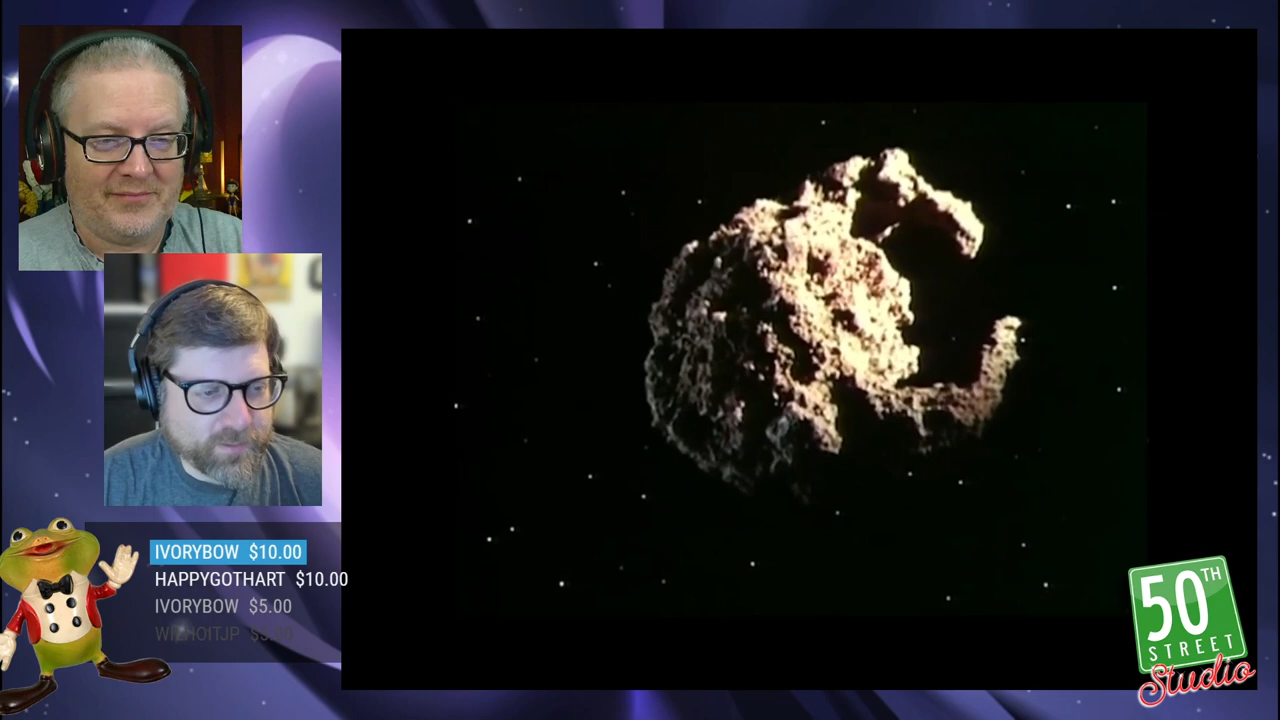 IVORYBOW $10.00
HAPPYGOTHART $10.00
IVORYBOW $5.00
50TH
STREET
Studio